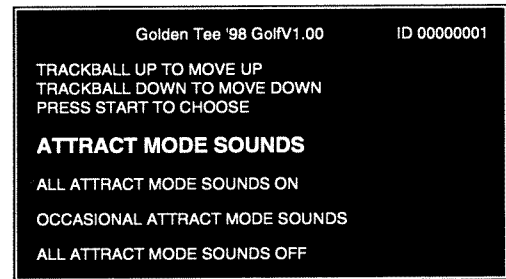 Golden Tee '98 GolfV1.00 ID 00000001
TRACKBALL UP TO MOVE UP
TRACKBALL DOWN TO MOVE DOWN
PRESS START TO CHOOSE
ATTRACT MODE SOUNDS
ALL ATTRACT MODE SOUNDS ON
OCCASIONAL ATTRACT MODE SOUNDS
ALL ATTRACT MODE SOUNDS OFF